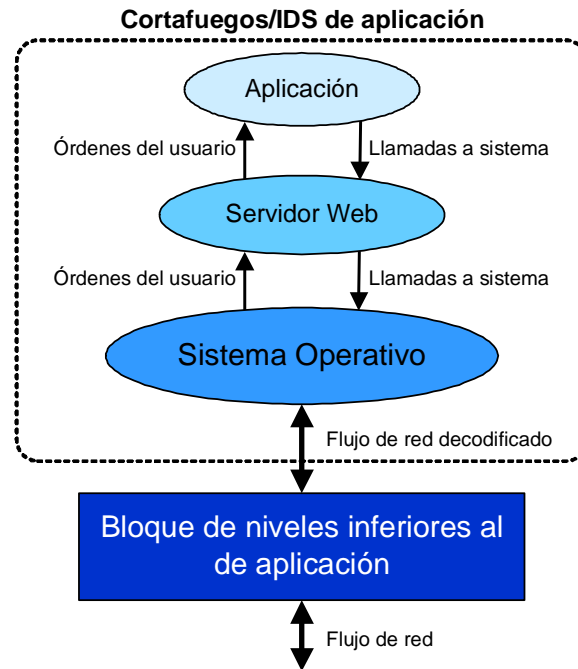 Cortafuegos/IDS de aplicación
Aplicación
Órdenes del usuario
Llamadas a sistema
Servidor Web
Órdenes del usuario
Llamadas a sistema
Sistema Operativo
Flujo de red decodificado
Bloque de niveles inferiores al
de aplicación
Flujo de red